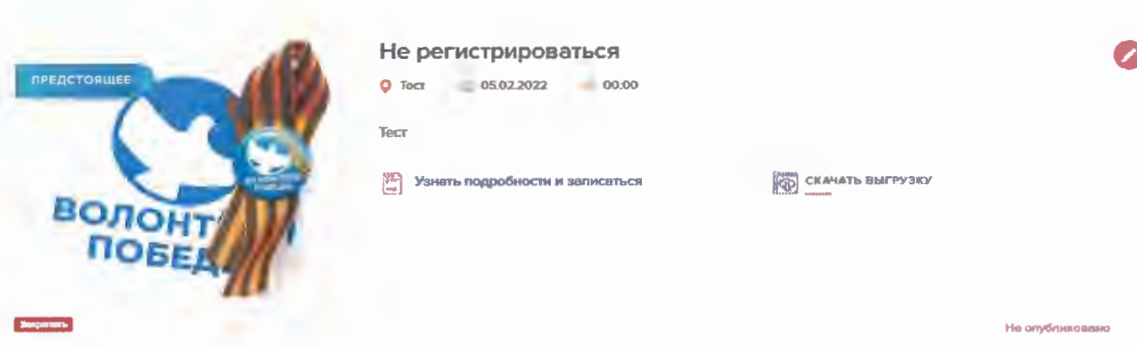 ПРЕДСТОЯЩЕЕ
Не регистрироваться
Тост 05.02.2022 00:00
Тест
Узнать подробности и записаться
СКАЧАТЬ ВЫГРУЗКУ
ВОЛОНТ
ПОБЕД
Закрепить
Не опубликовано